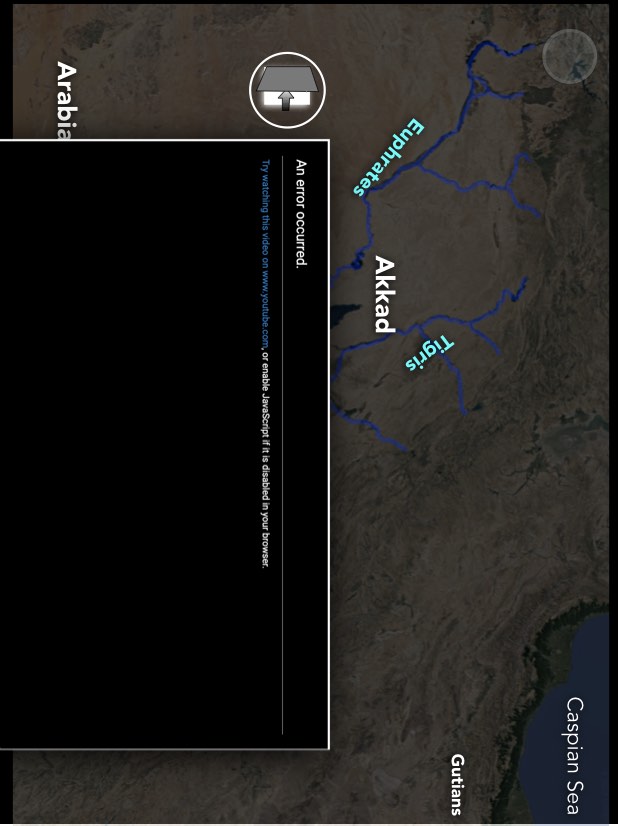 Caspian Sea
Gutians
Tigris
Akkad
Euphrates
An error occurred.
Try watching this video on www.youtube.com, or enable JavaScript if it is disabled in your browser.
Arabia